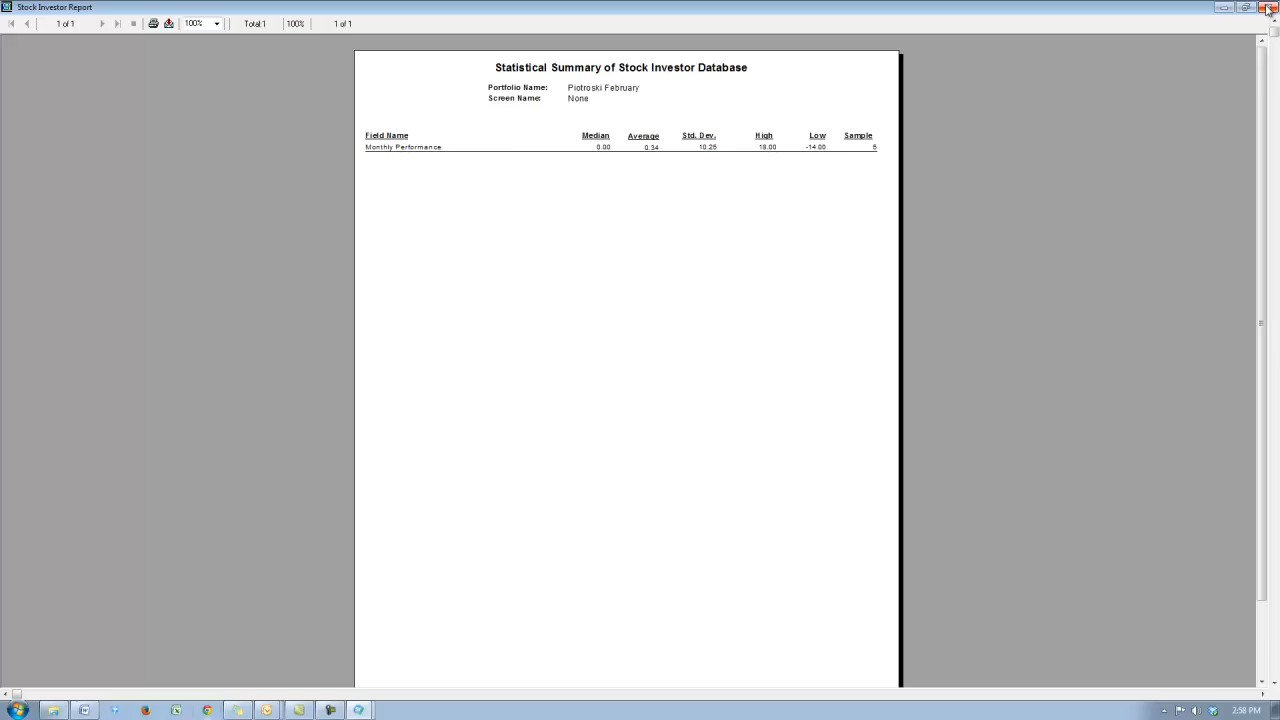 Stock Investor Report
1 of 1 100% Total:1 100% 1 of 1
Statistical Summary of Stock Investor Database
Portfolio Name: Piotroski February
Screen Name: None
Field Name Median Average Std. Dev. High Low Sample
Monthly Performance 0.00 0.34 10.25 18.00 -14.00
2:58 PM